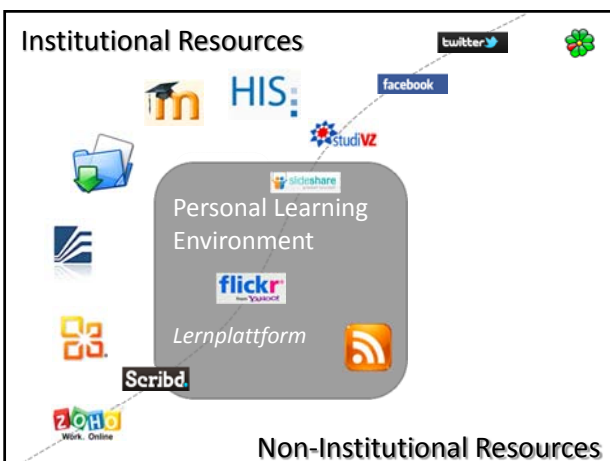 Institutional Resources
twitter
facebook
HIS:
m
studiVZ
slideshare
Personal Learning
Environment
flickr
from YAHOO!
Lernplattform
Scribd.
ZOHO
Work. Online
Non-Institutional Resources